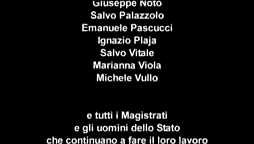 Giuseppe Noto
Salvo Palazzolo
Emanuele Pascucci
Ignazio Plaja
Salvo Vitale
Marianna Viola
Michele Vullo
e tutti i Magistrati
e gli uomini dello Stato
che continuano a fare il loro lavoro